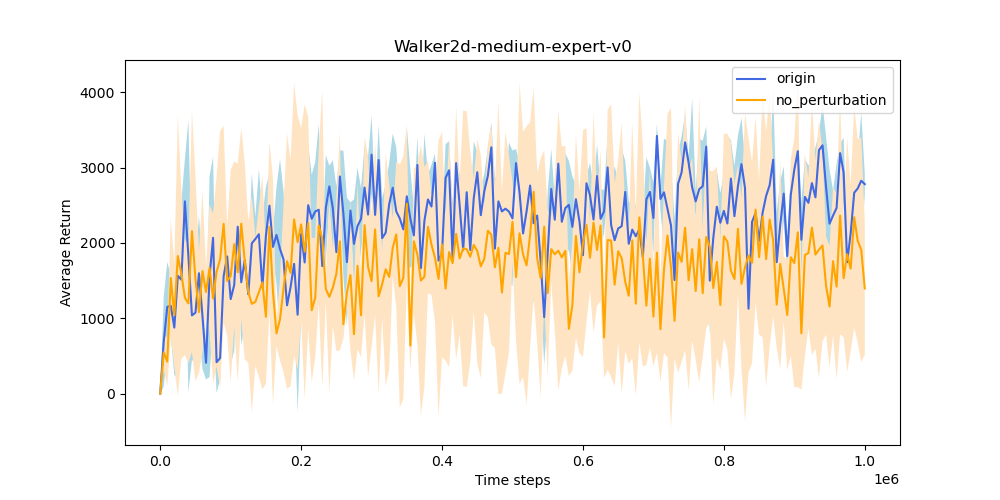 Walker2d-medium-expert-v0
origin
no_perturbation
Average Return
4000
3000
2000
1000
0
0.0 0.2 0.4 0.6 0.8 1.0
1e6
Time steps